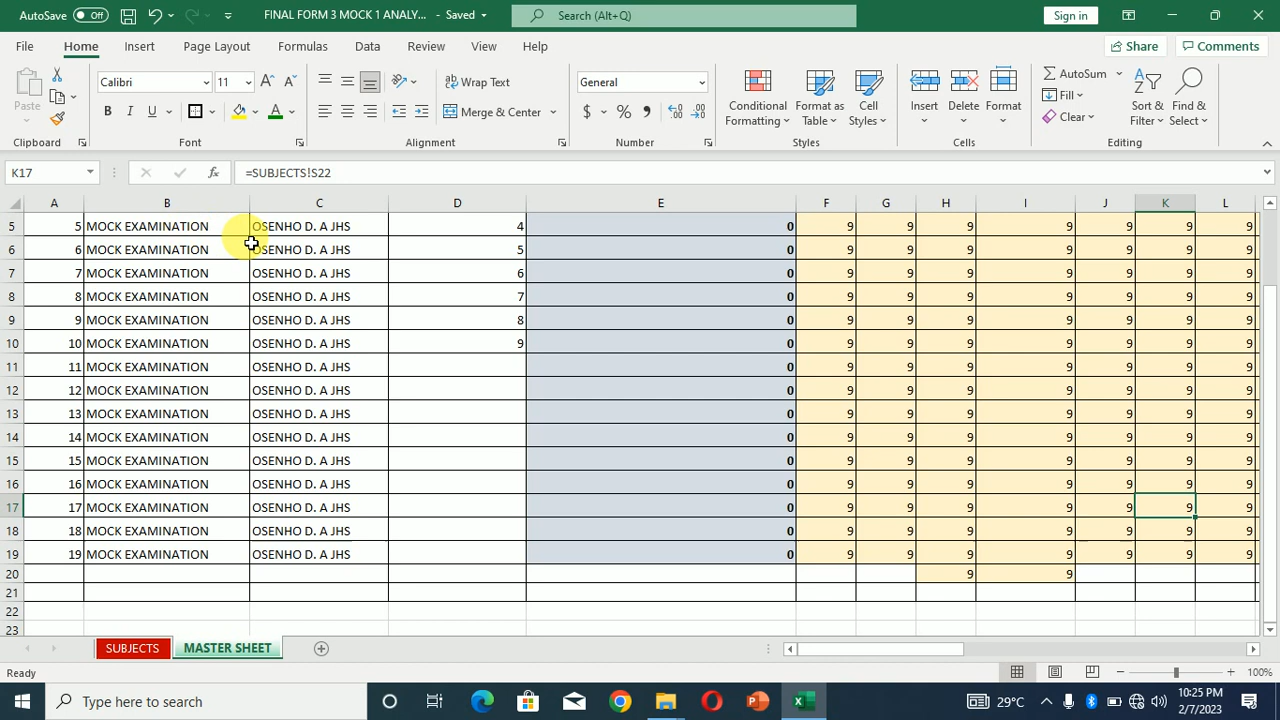 AutoSave Off FINAL FORM 3 MOCK 1 ANALY... - Saved Search (Alt+Q) Sign in
File Home Insert Page Layout Formulas Data Review View Help Share Comments
Paste Calibri 11 Wrap Text General Conditional Formatting Format as Table Cell Styles Insert Delete Format AutoSum Sort & Filter Find & Select
B I U Merge & Center $ % Fill Clear
Clipboard Font Alignment Number Styles Cells Editing
K17 fx =SUBJECTS!S22
A B C D E F G H I J K L
5 5 MOCK EXAMINATION OSENHO D. A JHS 4 0 9 9 9 9 9 9 9
6 6 MOCK EXAMINATION OSENHO D. A JHS 5 0 9 9 9 9 9 9 9
7 7 MOCK EXAMINATION OSENHO D. A JHS 6 0 9 9 9 9 9 9 9
8 8 MOCK EXAMINATION OSENHO D. A JHS 7 0 9 9 9 9 9 9 9
9 9 MOCK EXAMINATION OSENHO D. A JHS 8 0 9 9 9 9 9 9 9
10 10 MOCK EXAMINATION OSENHO D. A JHS 9 0 9 9 9 9 9 9 9
11 11 MOCK EXAMINATION OSENHO D. A JHS 0 9 9 9 9 9 9 9
12 12 MOCK EXAMINATION OSENHO D. A JHS 0 9 9 9 9 9 9 9
13 13 MOCK EXAMINATION OSENHO D. A JHS 0 9 9 9 9 9 9 9
14 14 MOCK EXAMINATION OSENHO D. A JHS 0 9 9 9 9 9 9 9
15 15 MOCK EXAMINATION OSENHO D. A JHS 0 9 9 9 9 9 9 9
16 16 MOCK EXAMINATION OSENHO D. A JHS 0 9 9 9 9 9 9 9
17 17 MOCK EXAMINATION OSENHO D. A JHS 0 9 9 9 9 9 9 9
18 18 MOCK EXAMINATION OSENHO D. A JHS 0 9 9 9 9 9 9 9
19 19 MOCK EXAMINATION OSENHO D. A JHS 0 9 9 9 9 9 9 9
20 9 9
21
22
23
SUBJECTS MASTER SHEET
Ready 100%
Type here to search 29°C 10:25 PM
2/7/2023